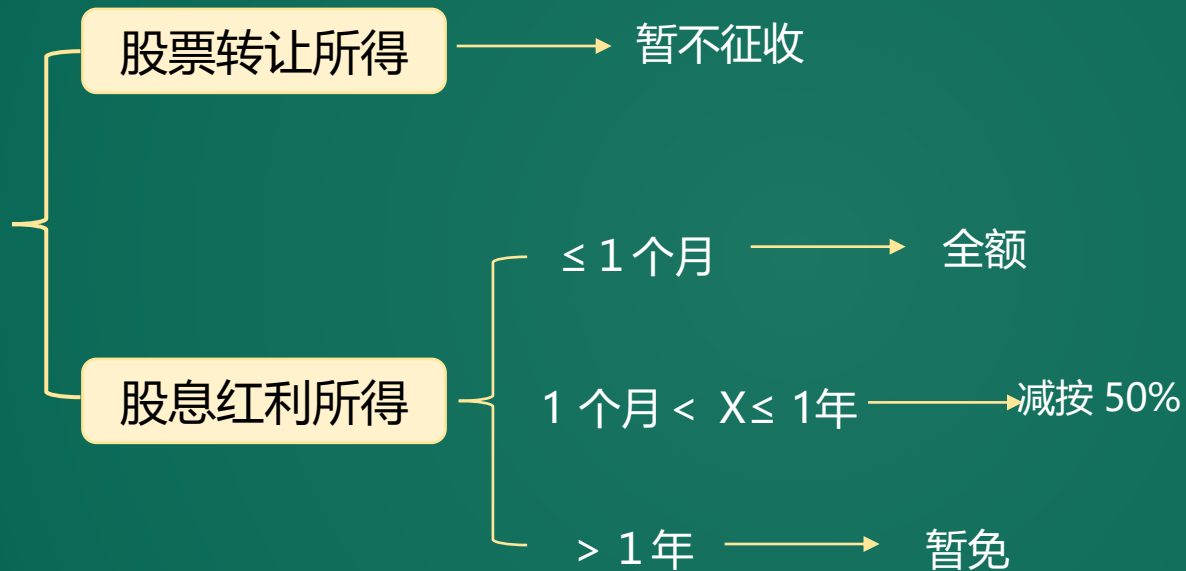 股票转让所得
暂不征收
≤ 1 个月
全额
股息红利所得
1 个月 < X ≤ 1年
减按 50%
> 1 年
暂免